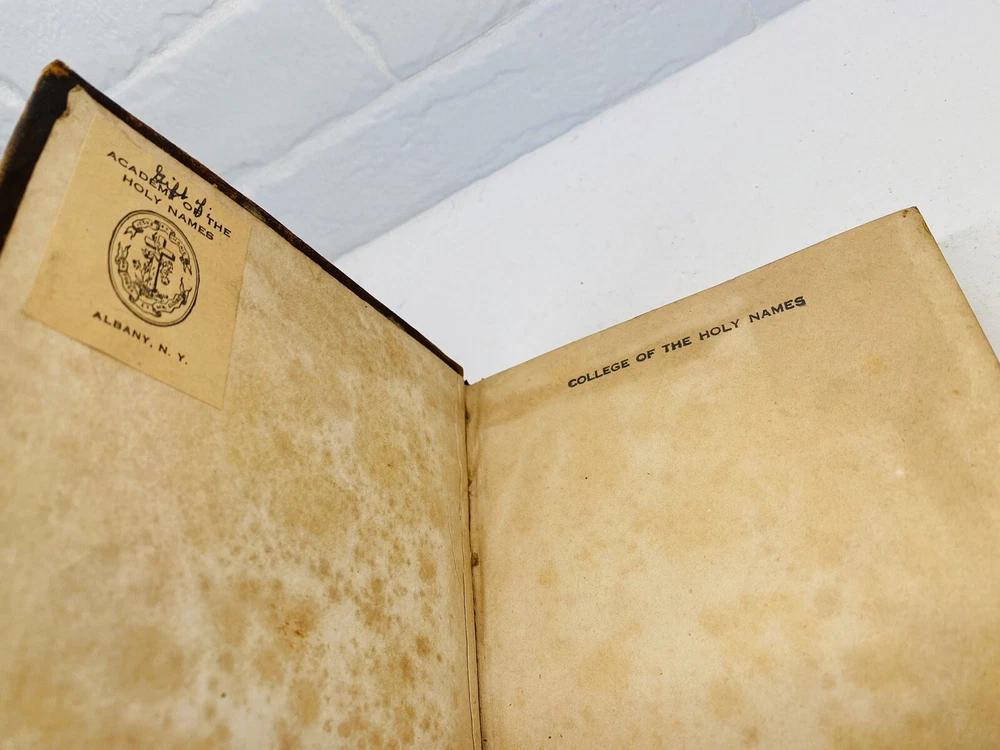 Gift of
ACADEMY OF THE
HOLY NAMES
ALBANY, N. Y.
COLLEGE OF THE HOLY NAMES